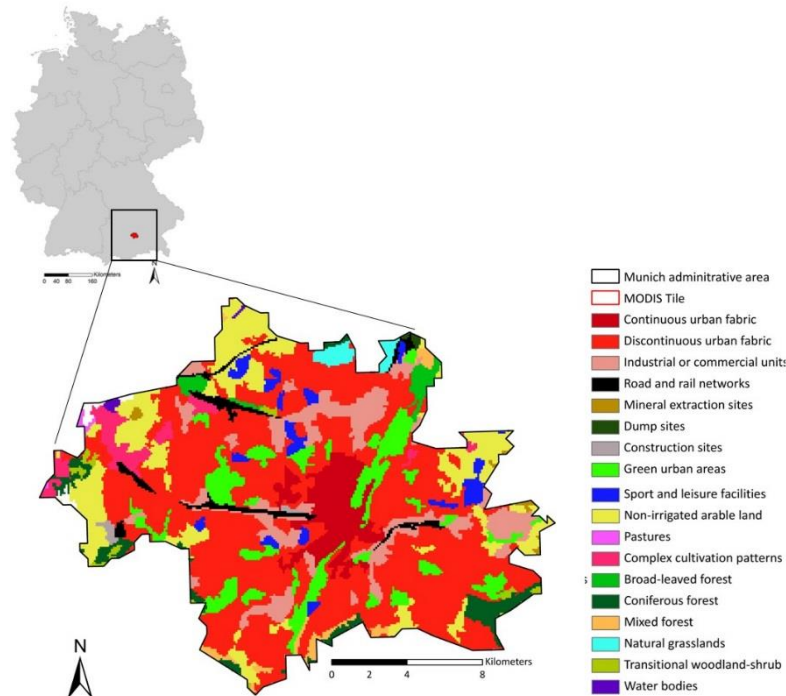 Kilometers
0 40 80 160
N
Munich adminitrative area
MODIS Tile
Continuous urban fabric
Discontinuous urban fabric
Industrial or commercial units
Road and rail networks
Mineral extraction sites
Dump sites
Construction sites
Green urban areas
Sport and leisure facilities
Non-irrigated arable land
Pastures
Complex cultivation patterns
s Broad-leaved forest
Coniferous forest
Mixed forest
Natural grasslands
Transitional woodland-shrub
Water bodies
N
Kilometers
0 2 4 8